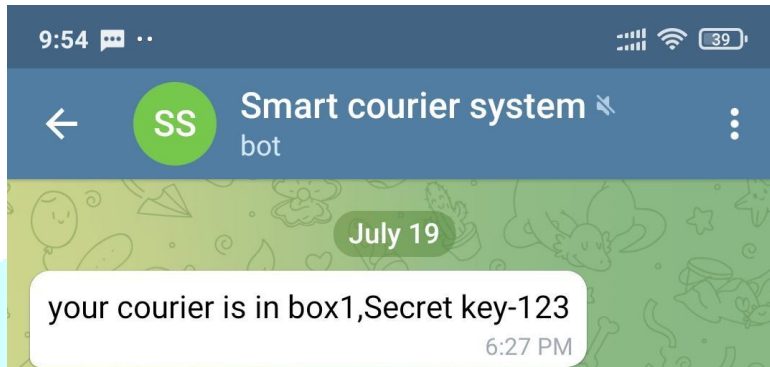 9:54
39
SS
Smart courier system
bot
July 19
your courier is in box1,Secret key-123
6:27 PM